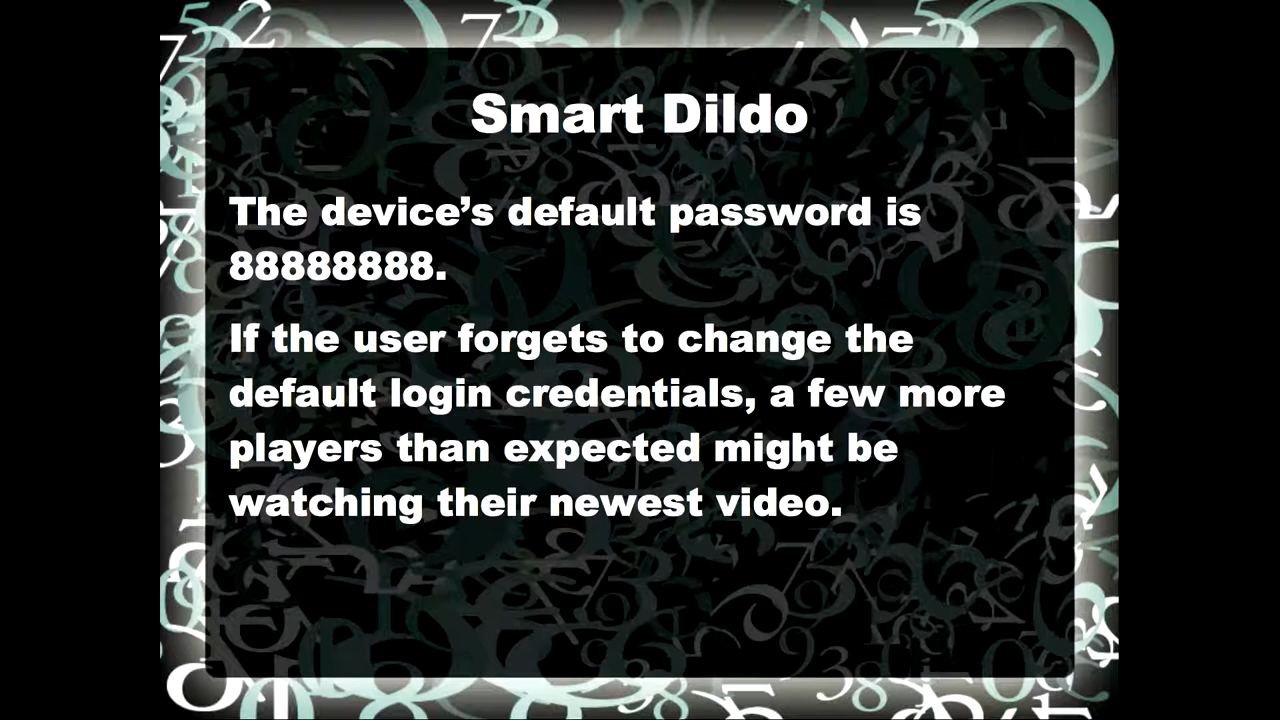 Smart Dildo
The device’s default password is
88888888.
If the user forgets to change the
default login credentials, a few more
players than expected might be
watching their newest video.